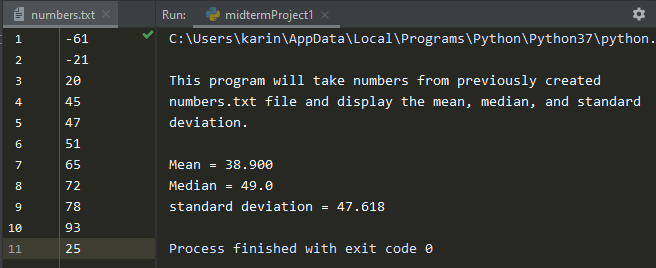 numbers.txt
Run: midtermProject1
1 -61
2 -21
3 20
4 45
5 47
6 51
7 65
8 72
9 78
10 93
11 25
C:\Users\karin\AppData\Local\Programs\Python\Python37\python.
This program will take numbers from previously created
numbers.txt file and display the mean, median, and standard
deviation.
Mean = 38.900
Median = 49.0
standard deviation = 47.618
Process finished with exit code 0